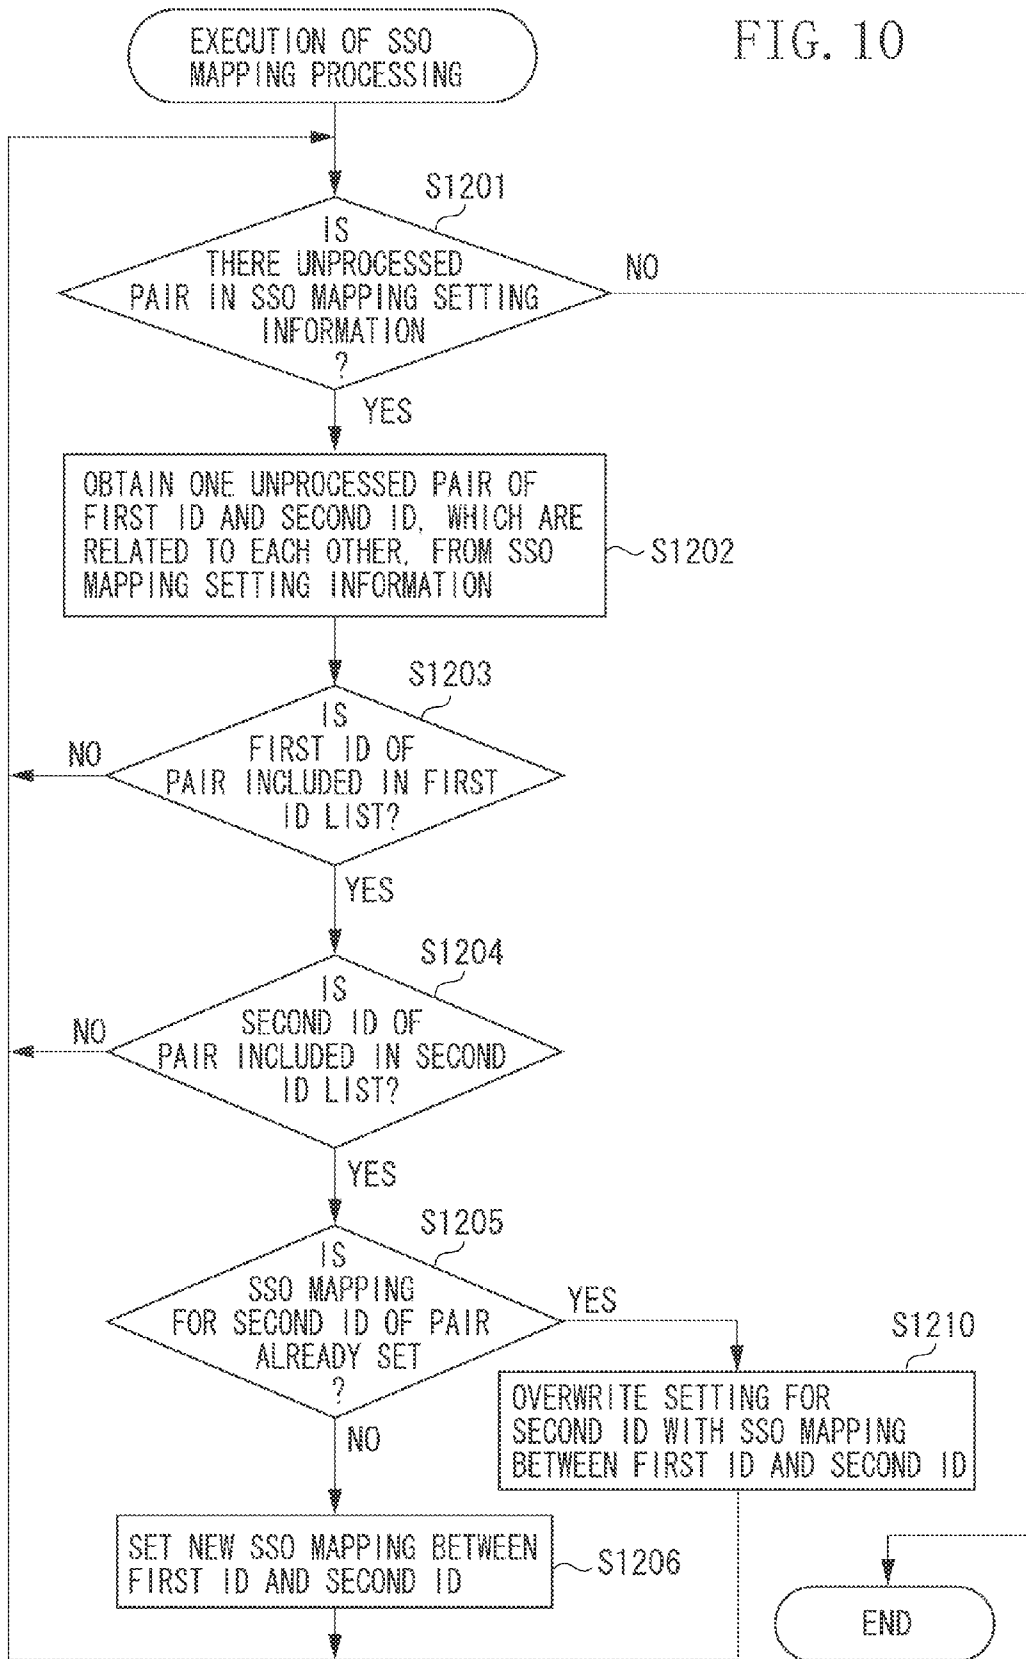 FIG. 10
EXECUTION OF SSO
MAPPING PROCESSING
S1201
IS
THERE UNPROCESSED
PAIR IN SSO MAPPING SETTING
INFORMATION
?
NO
YES
OBTAIN ONE UNPROCESSED PAIR OF
FIRST ID AND SECOND ID, WHICH ARE
RELATED TO EACH OTHER, FROM SSO
MAPPING SETTING INFORMATION
S1202
S1203
IS
FIRST ID OF
PAIR INCLUDED IN FIRST
ID LIST?
NO
YES
S1204
IS
SECOND ID OF
PAIR INCLUDED IN SECOND
ID LIST?
NO
YES
S1205
IS
SSO MAPPING
FOR SECOND ID OF PAIR
ALREADY SET
?
YES
NO
S1210
OVERWRITE SETTING FOR
SECOND ID WITH SSO MAPPING
BETWEEN FIRST ID AND SECOND ID
SET NEW SSO MAPPING BETWEEN
FIRST ID AND SECOND ID
S1206
END